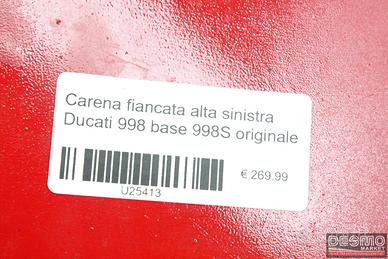 Carena fiancata alta sinistra
Ducati 998 base 998S originale
€ 269.99
U25413
DESMO
MARKET